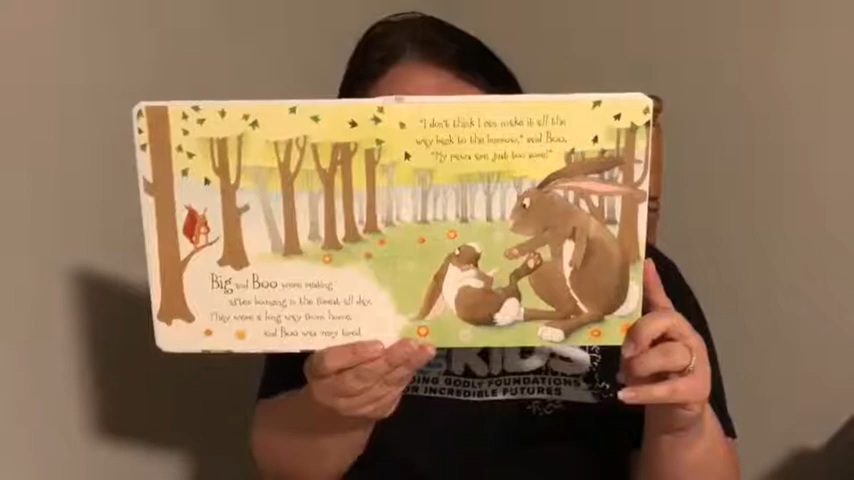 Big and Boo were resting
after bouncing in the forest all day.
They were a long way from home,
and Boo was very tired.
"I don't think I can make it all the
way back to the burrow," said Boo.
"My paws are just too sore!"
KIDS
ING GODLY FOUNDATIONS
OR INCREDIBLE FUTURES